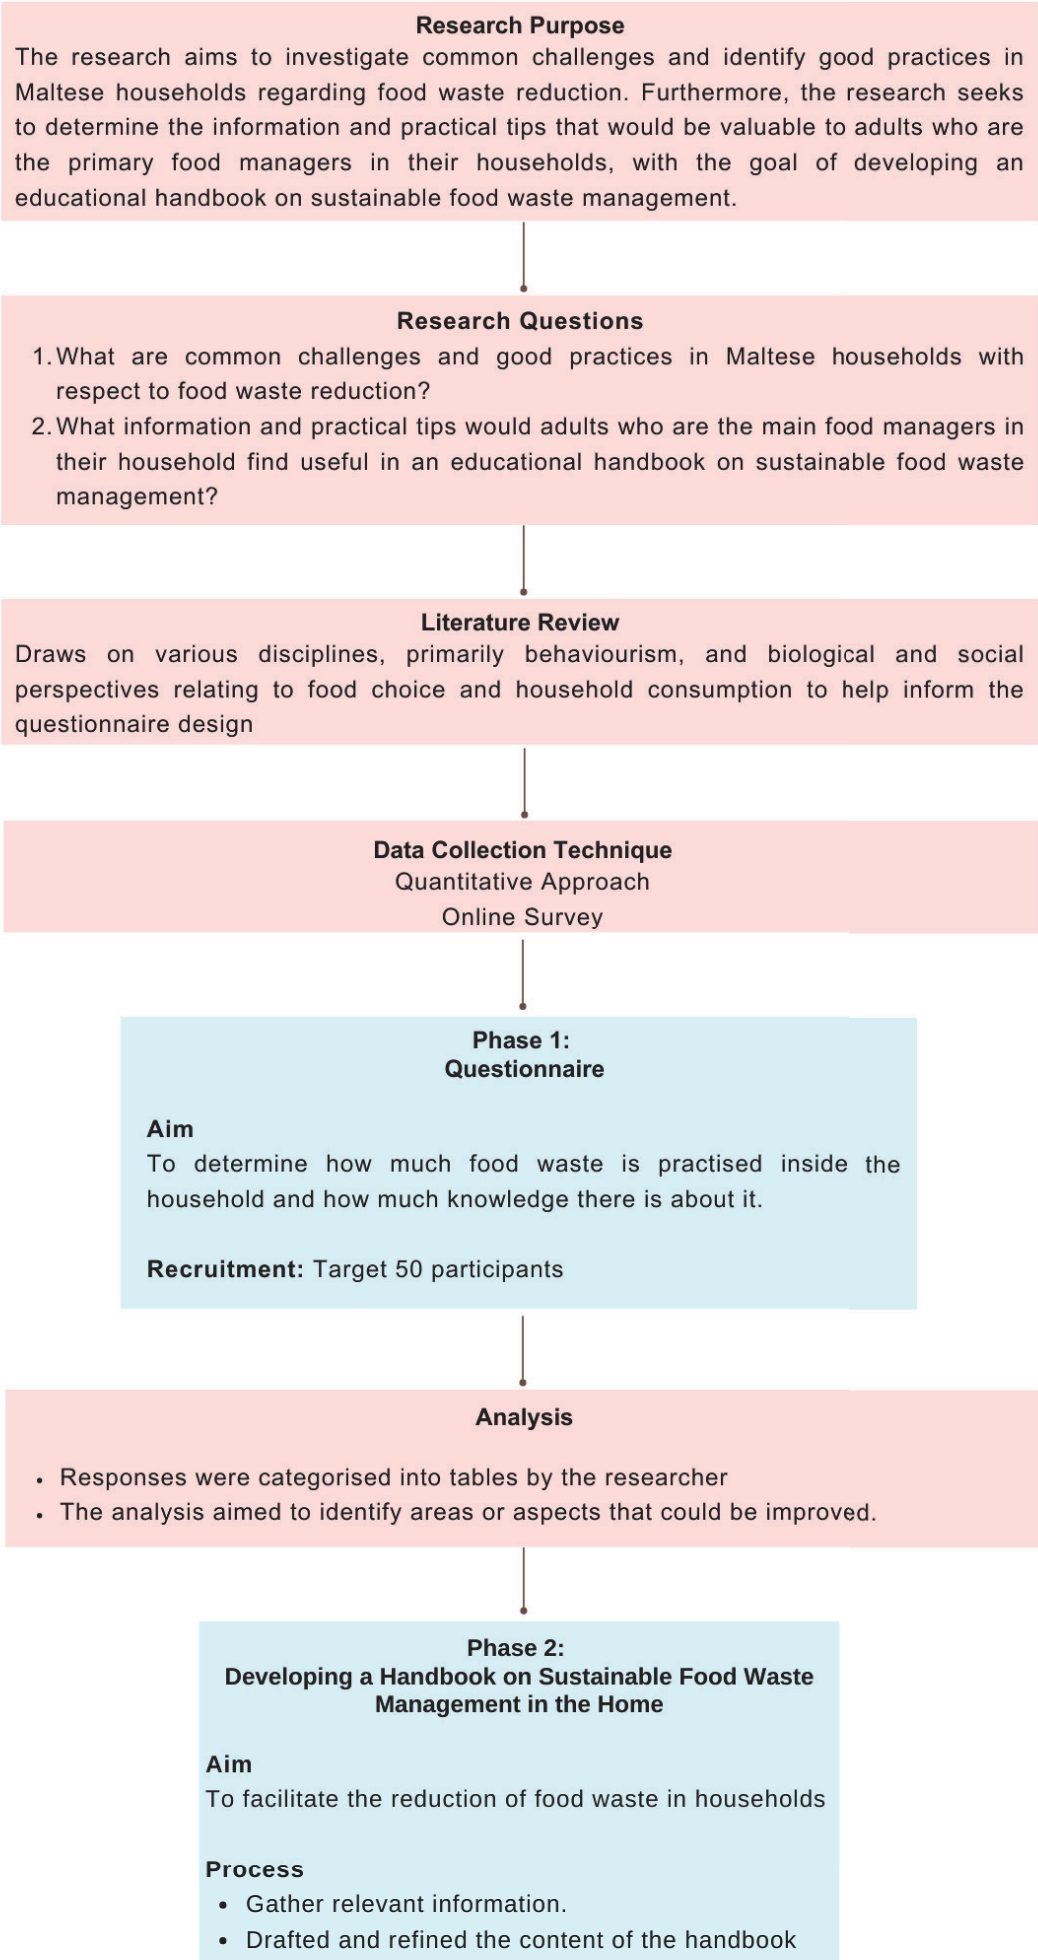 Research Purpose
The research aims to investigate common challenges and identify good practices in
Maltese households regarding food waste reduction. Furthermore, the research seeks
to determine the information and practical tips that would be valuable to adults who are
the primary food managers in their households, with the goal of developing an
educational handbook on sustainable food waste management.
Research Questions
1. What are common challenges and good practices in Maltese households with
respect to food waste reduction?
2. What information and practical tips would adults who are the main food managers in
their household find useful in an educational handbook on sustainable food waste
management?
Literature Review
Draws on various disciplines, primarily behaviourism, and biological and social
perspectives relating to food choice and household consumption to help inform the
questionnaire design
Data Collection Technique
Quantitative Approach
Online Survey
Phase 1:
Questionnaire
Aim
To determine how much food waste is practised inside the
household and how much knowledge there is about it.
Recruitment: Target 50 participants
Analysis
• Responses were categorised into tables by the researcher
• The analysis aimed to identify areas or aspects that could be improved.
Phase 2:
Developing a Handbook on Sustainable Food Waste
Management in the Home
Aim
To facilitate the reduction of food waste in households
Process
• Gather relevant information.
• Drafted and refined the content of the handbook